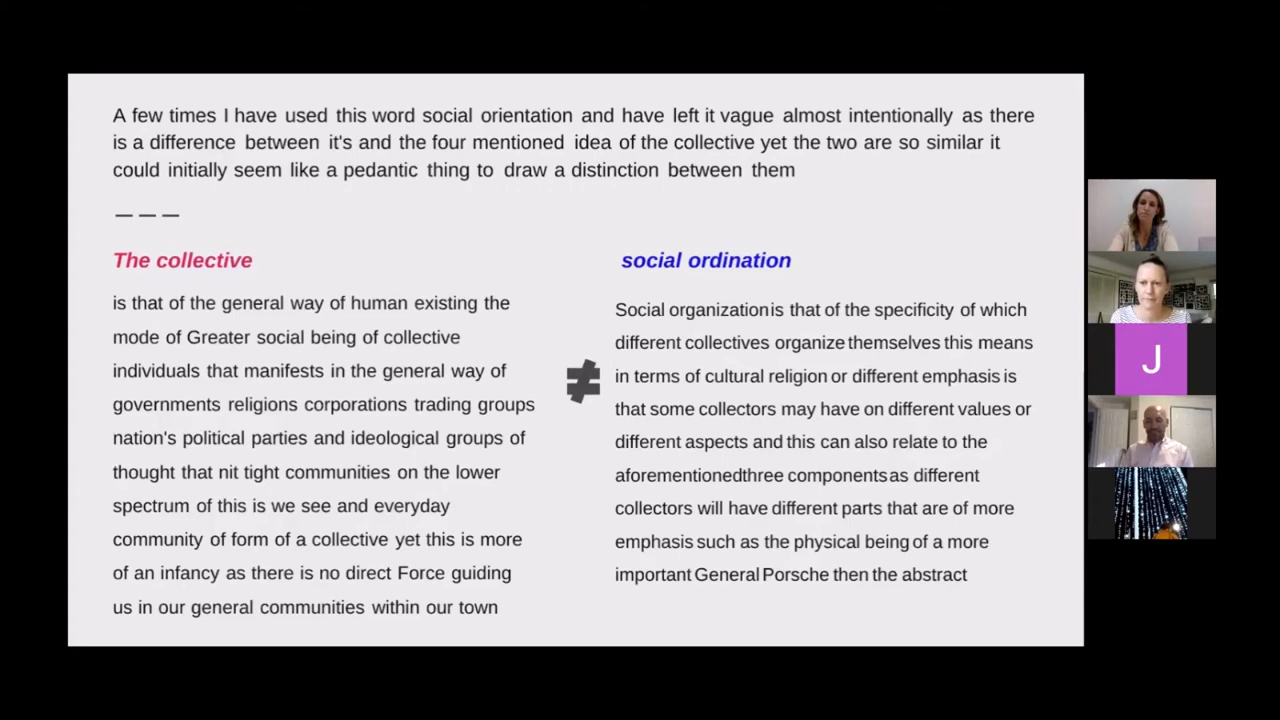 A few times I have used this word social orientation and have left it vague almost intentionally as there
is a difference between it's and the four mentioned idea of the collective yet the two are so similar it
could initially seem like a pedantic thing to draw a distinction between them
———
The collective
is that of the general way of human existing the
mode of Greater social being of collective
individuals that manifests in the general way of
governments religions corporations trading groups
nation's political parties and ideological groups of
thought that nit tight communities on the lower
spectrum of this is we see and everyday
community of form of a collective yet this is more
of an infancy as there is no direct Force guiding
us in our general communities within our town
≠
social ordination
Social organization is that of the specificity of which
different collectives organize themselves this means
in terms of cultural religion or different emphasis is
that some collectors may have on different values or
different aspects and this can also relate to the
aforementionedthree components as different
collectors will have different parts that are of more
emphasis such as the physical being of a more
important General Porsche then the abstract
J